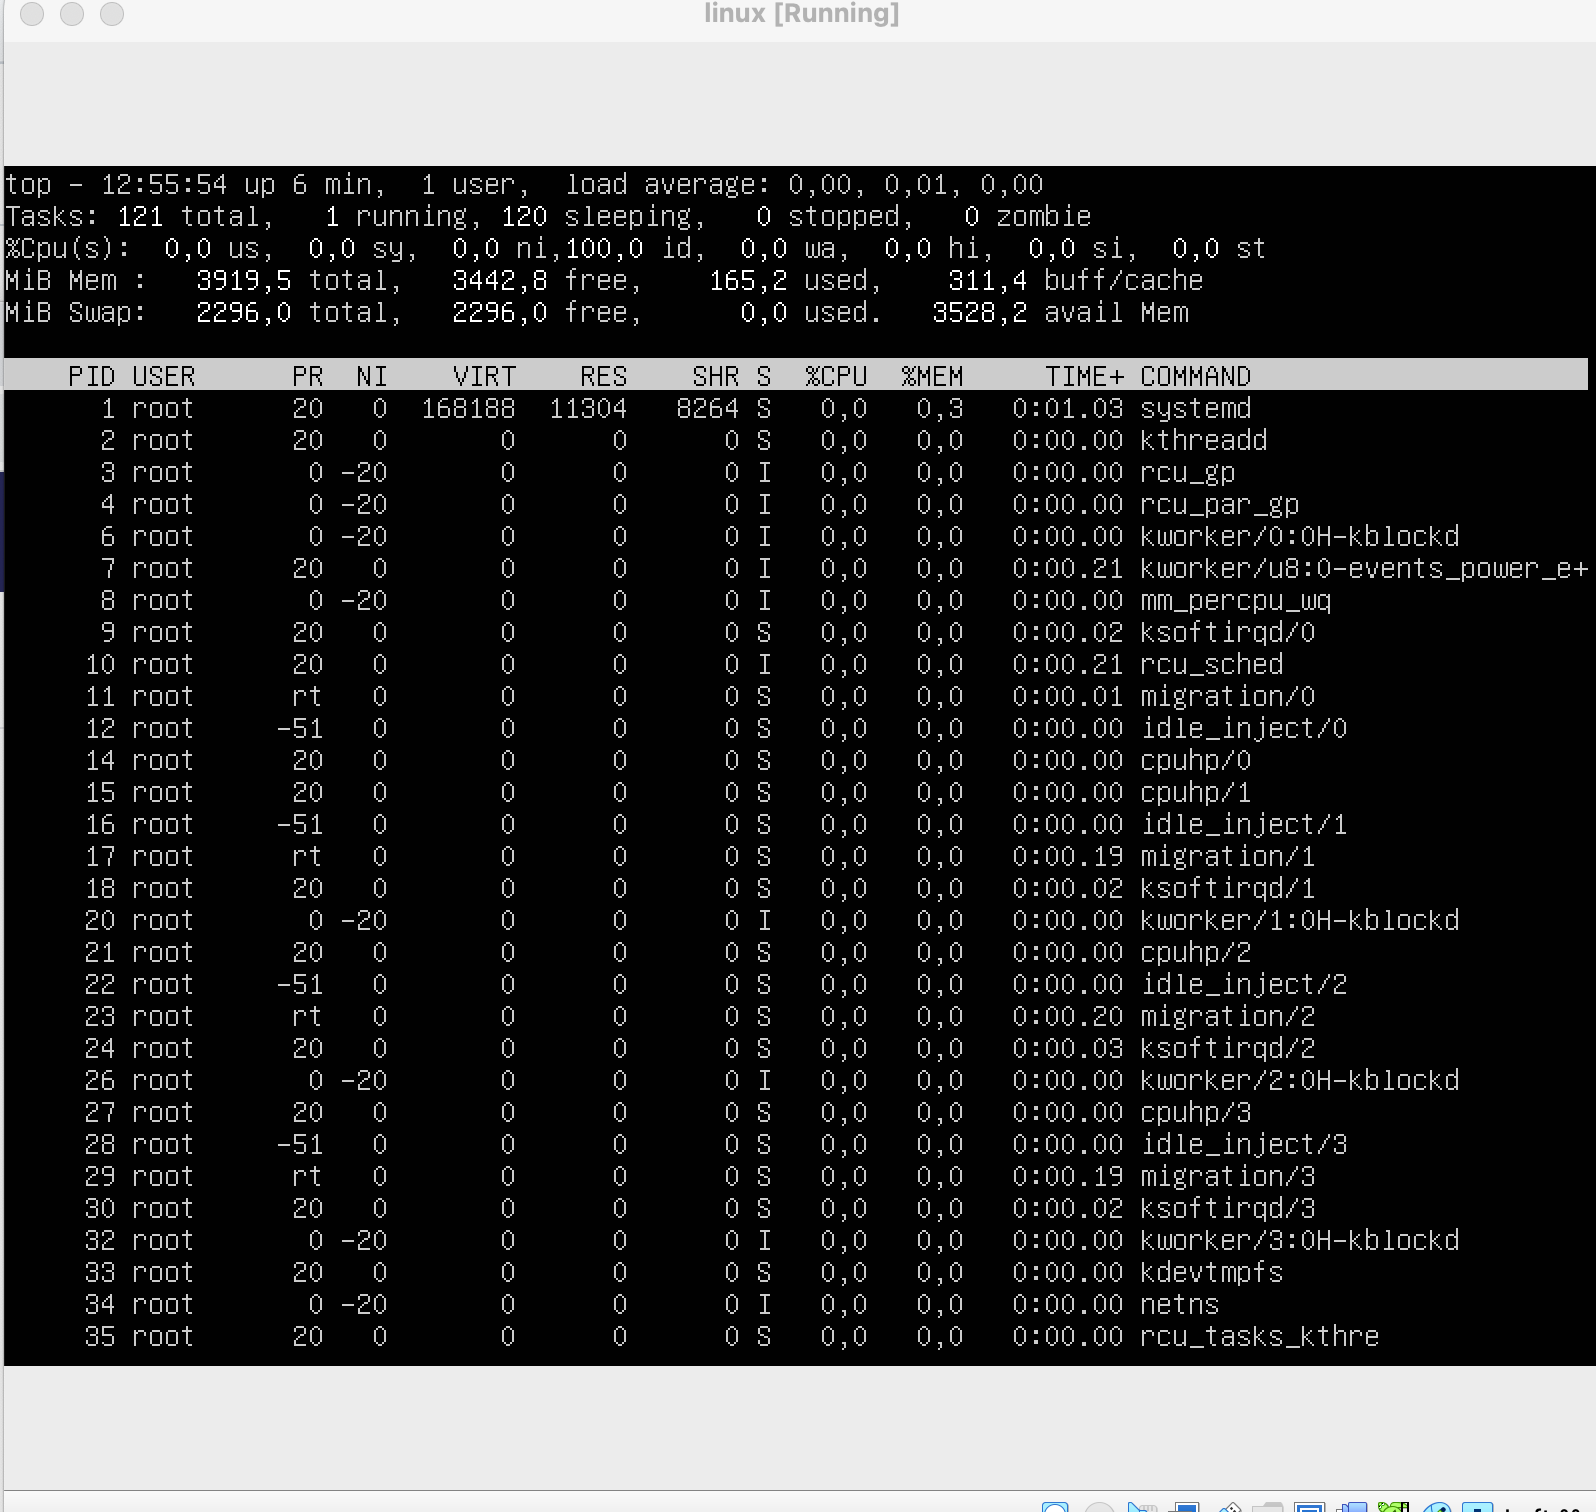 linux [Running]
top - 12:55:54 up 6 min,  1 user,  load average: 0,00, 0,01, 0,00
Tasks: 121 total,   1 running, 120 sleeping,   0 stopped,   0 zombie
%Cpu(s):  0,0 us,  0,0 sy,  0,0 ni,100,0 id,  0,0 wa,  0,0 hi,  0,0 si,  0,0 st
MiB Mem :   3919,5 total,   3442,8 free,    165,2 used,    311,4 buff/cache
MiB Swap:   2296,0 total,   2296,0 free,      0,0 used.   3528,2 avail Mem
PID USER PR NI VIRT RES SHR S %CPU %MEM TIME+ COMMAND
1 root 20 0 168188 11304 8264 S 0,0 0,3 0:01.03 systemd
2 root 20 0 0 0 0 S 0,0 0,0 0:00.00 kthreadd
3 root 0 -20 0 0 0 I 0,0 0,0 0:00.00 rcu_gp
4 root 0 -20 0 0 0 I 0,0 0,0 0:00.00 rcu_par_gp
6 root 0 -20 0 0 0 I 0,0 0,0 0:00.00 kworker/0:0H-kblockd
7 root 20 0 0 0 0 I 0,0 0,0 0:00.21 kworker/u8:0-events_power_e+
8 root 0 -20 0 0 0 I 0,0 0,0 0:00.00 mm_percpu_wq
9 root 20 0 0 0 0 S 0,0 0,0 0:00.02 ksoftirqd/0
10 root 20 0 0 0 0 I 0,0 0,0 0:00.21 rcu_sched
11 root rt 0 0 0 0 S 0,0 0,0 0:00.01 migration/0
12 root -51 0 0 0 0 S 0,0 0,0 0:00.00 idle_inject/0
14 root 20 0 0 0 0 S 0,0 0,0 0:00.00 cpuhp/0
15 root 20 0 0 0 0 S 0,0 0,0 0:00.00 cpuhp/1
16 root -51 0 0 0 0 S 0,0 0,0 0:00.00 idle_inject/1
17 root rt 0 0 0 0 S 0,0 0,0 0:00.19 migration/1
18 root 20 0 0 0 0 S 0,0 0,0 0:00.02 ksoftirqd/1
20 root 0 -20 0 0 0 I 0,0 0,0 0:00.00 kworker/1:0H-kblockd
21 root 20 0 0 0 0 S 0,0 0,0 0:00.00 cpuhp/2
22 root -51 0 0 0 0 S 0,0 0,0 0:00.00 idle_inject/2
23 root rt 0 0 0 0 S 0,0 0,0 0:00.20 migration/2
24 root 20 0 0 0 0 S 0,0 0,0 0:00.03 ksoftirqd/2
26 root 0 -20 0 0 0 I 0,0 0,0 0:00.00 kworker/2:0H-kblockd
27 root 20 0 0 0 0 S 0,0 0,0 0:00.00 cpuhp/3
28 root -51 0 0 0 0 S 0,0 0,0 0:00.00 idle_inject/3
29 root rt 0 0 0 0 S 0,0 0,0 0:00.19 migration/3
30 root 20 0 0 0 0 S 0,0 0,0 0:00.02 ksoftirqd/3
32 root 0 -20 0 0 0 I 0,0 0,0 0:00.00 kworker/3:0H-kblockd
33 root 20 0 0 0 0 S 0,0 0,0 0:00.00 kdevtmpfs
34 root 0 -20 0 0 0 I 0,0 0,0 0:00.00 netns
35 root 20 0 0 0 0 S 0,0 0,0 0:00.00 rcu_tasks_kthre